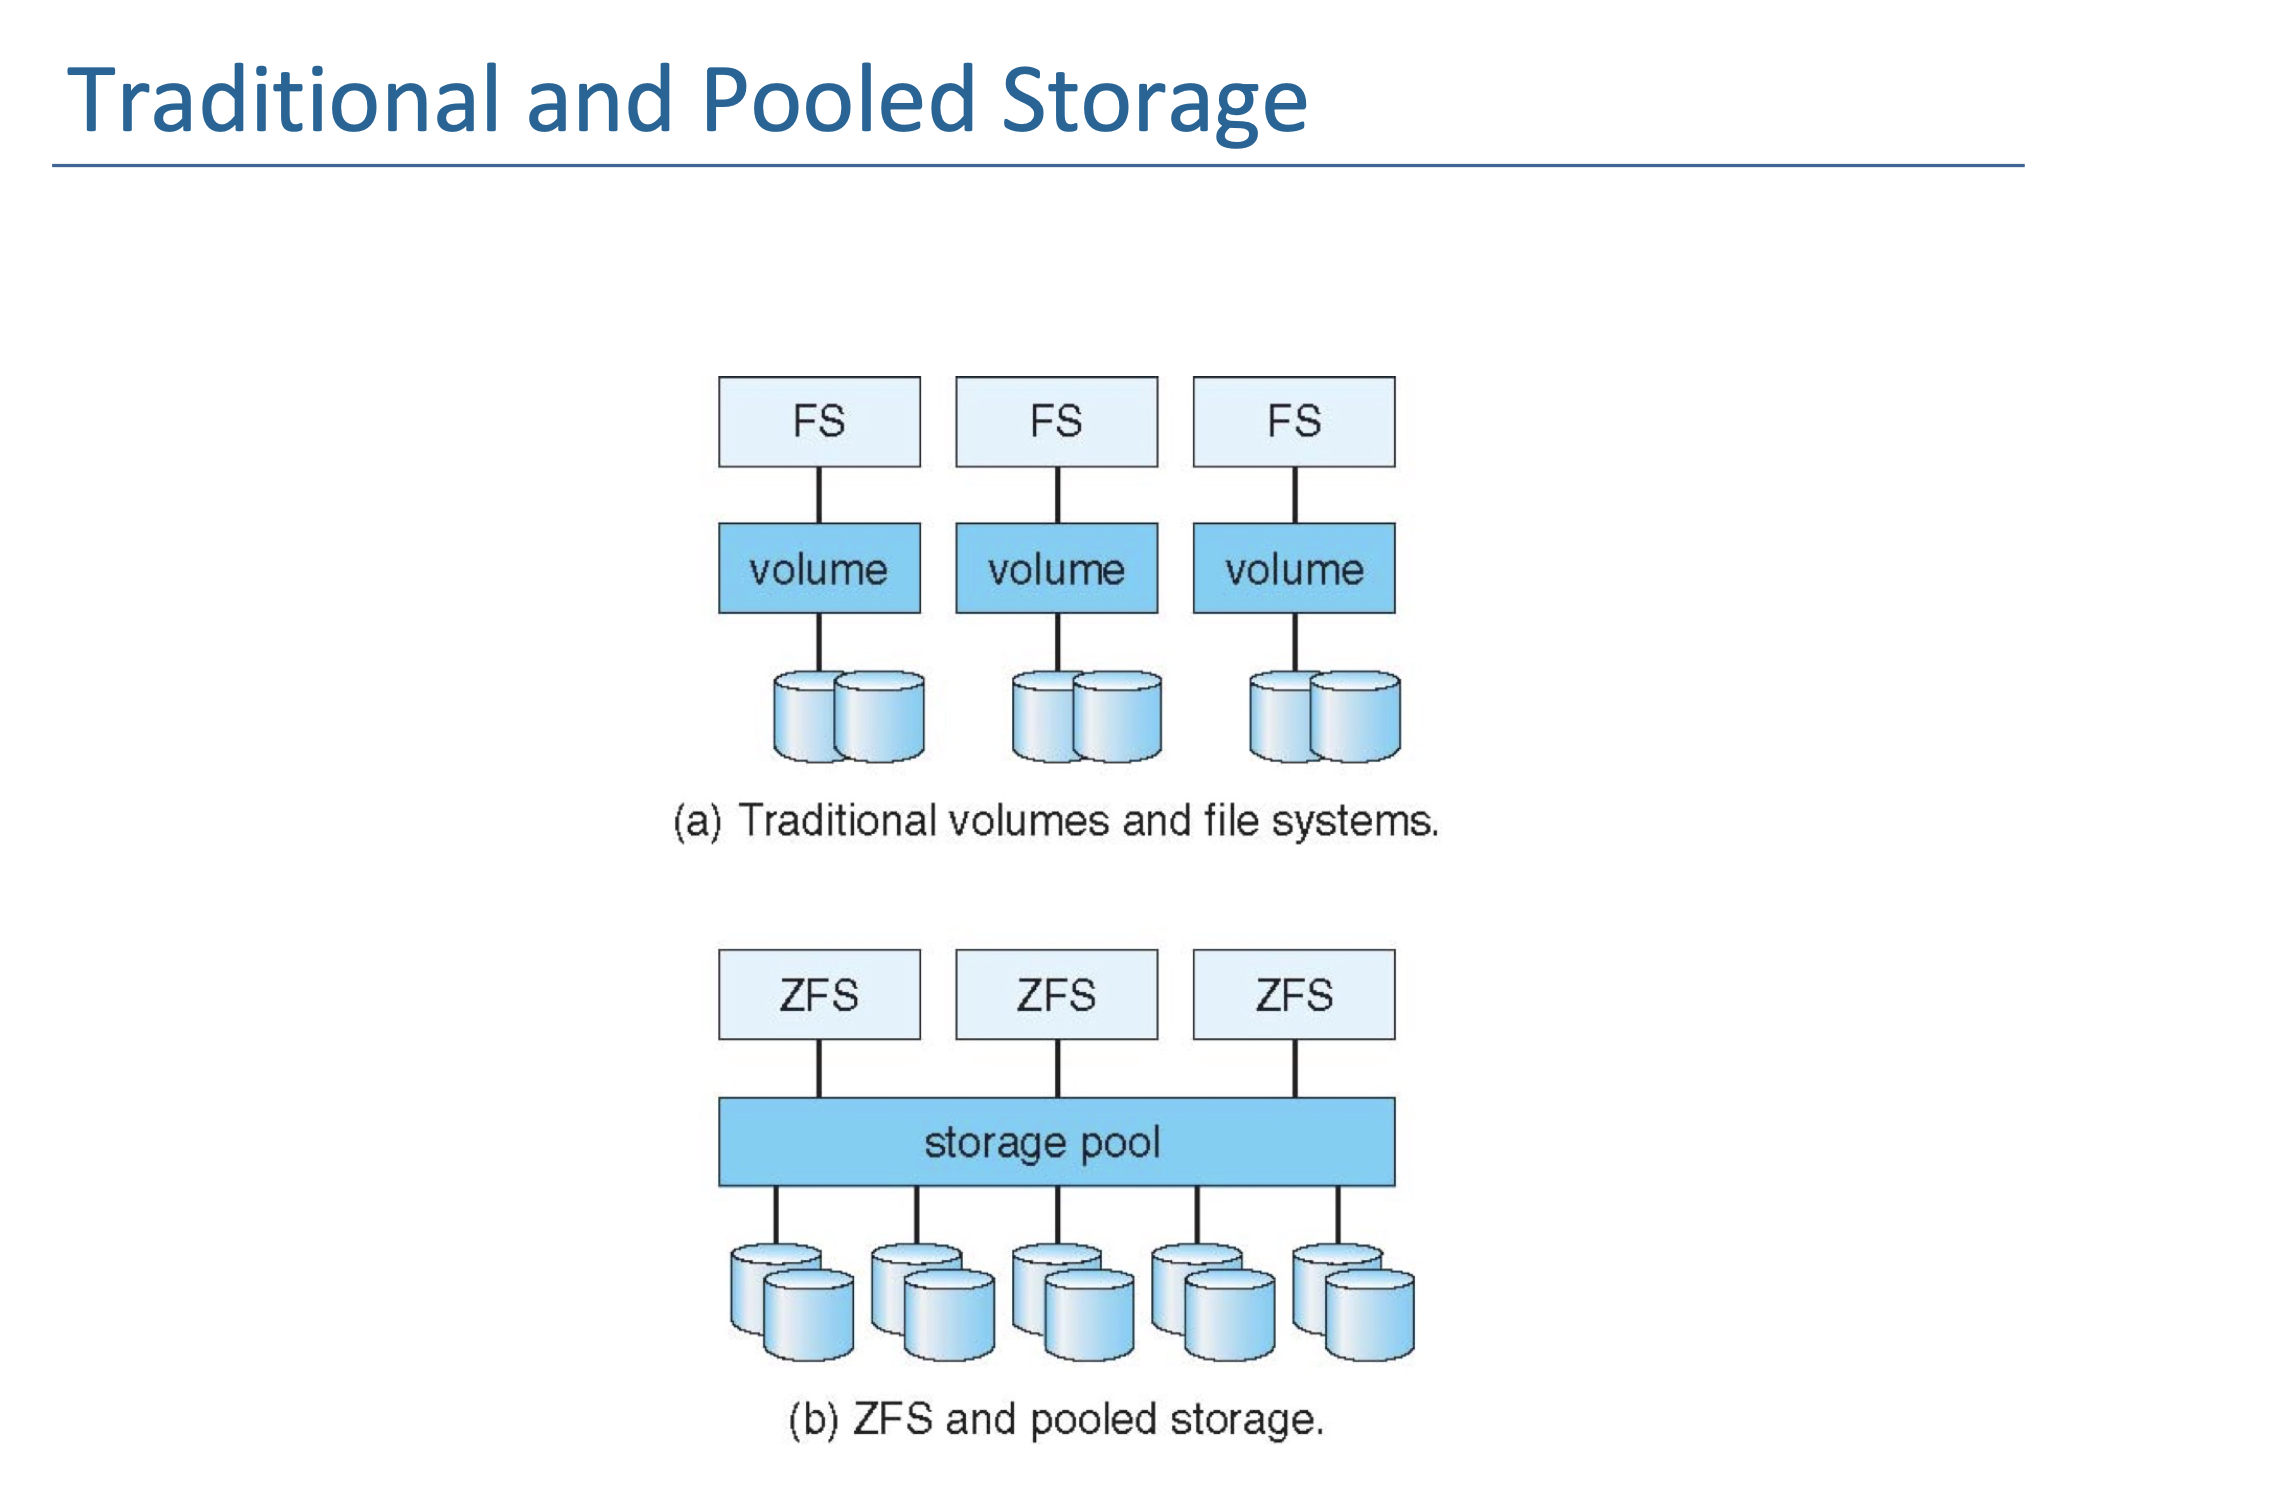 Traditional and Pooled Storage
FS FS FS
volume volume volume
(a) Traditional volumes and file systems.
ZFS ZFS ZFS
storage pool
(b) ZFS and pooled storage.